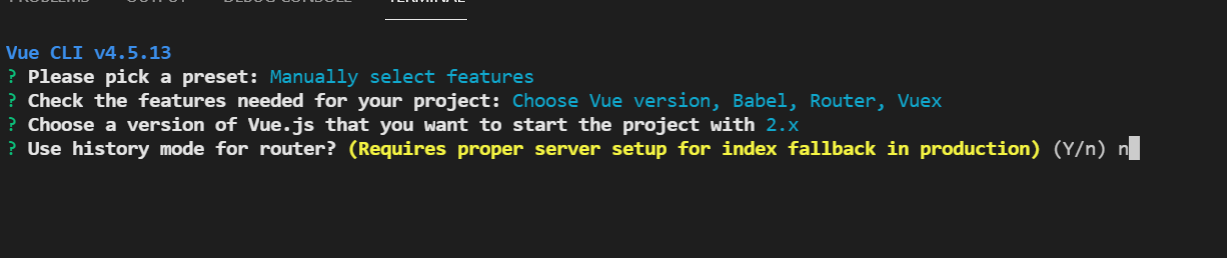 PROBLEMS OUTPUT DEBUG CONSOLE TERMINAL
Vue CLI v4.5.13
? Please pick a preset: Manually select features
? Check the features needed for your project: Choose Vue version, Babel, Router, Vuex
? Choose a version of Vue.js that you want to start the project with 2.x
? Use history mode for router? (Requires proper server setup for index fallback in production) (Y/n) n